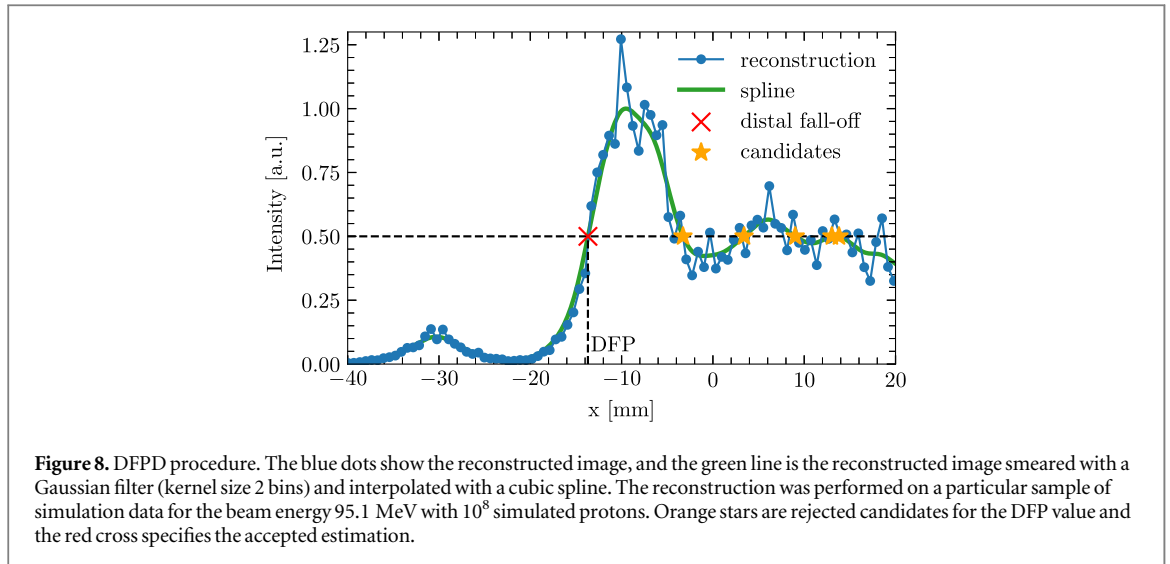 1.25
1.00
0.75
0.50
0.25
0.00
Intensity [a.u.]
reconstruction
spline
distal fall-off
candidates
DFP
−40 −30 −20 −10 0 10 20
x [mm]
Figure 8. DFPD procedure. The blue dots show the reconstructed image, and the green line is the reconstructed image smeared with a
Gaussian filter (kernel size 2 bins) and interpolated with a cubic spline. The reconstruction was performed on a particular sample of
simulation data for the beam energy 95.1 MeV with 10⁸ simulated protons. Orange stars are rejected candidates for the DFP value and
the red cross specifies the accepted estimation.